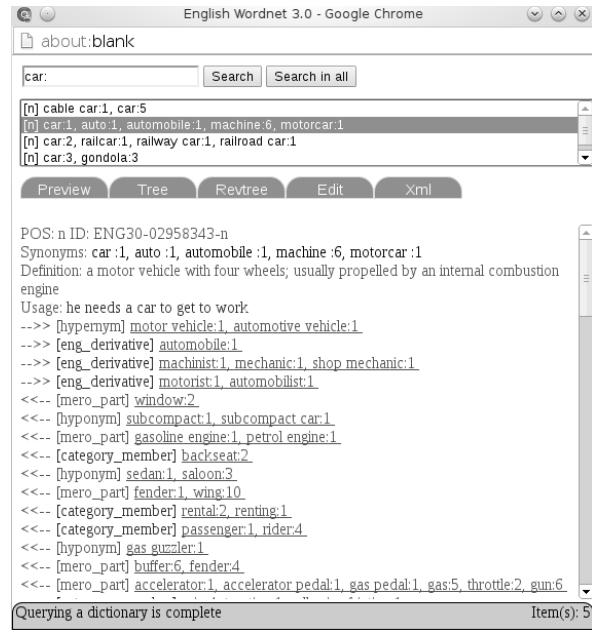 English Wordnet 3.0 - Google Chrome
about:blank
car:
Search Search in all
[n] cable car:1, car:5
[n] car:1, auto:1, automobile:1, machine:6, motorcar:1
[n] car:2, railcar:1, railway car:1, railroad car:1
[n] car:3, gondola:3
Preview Tree Revtree Edit Xml
POS: n ID: ENG30-02958343-n
Synonyms: car :1, auto :1, automobile :1, machine :6, motorcar :1
Definition: a motor vehicle with four wheels; usually propelled by an internal combustion
engine
Usage: he needs a car to get to work
-->> [hypernym] motor vehicle:1, automotive vehicle:1
-->> [eng_derivative] automobile:1
-->> [eng_derivative] machinist:1, mechanic:1, shop mechanic:1
-->> [eng_derivative] motorist:1, automobilist:1
<<-- [mero_part] window:2
<<-- [hyponym] subcompact:1, subcompact car:1
<<-- [mero_part] gasoline engine:1, petrol engine:1
<<-- [category_member] backseat:2
<<-- [hyponym] sedan:1, saloon:3
<<-- [mero_part] fender:1, wing:10
<<-- [category_member] rental:2, renting:1
<<-- [category_member] passenger:1, rider:4
<<-- [hyponym] gas guzzler:1
<<-- [mero_part] buffer:6, fender:4
<<-- [mero_part] accelerator:1, accelerator pedal:1, gas pedal:1, gas:5, throttle:2, gun:6
Querying a dictionary is complete Item(s): 5